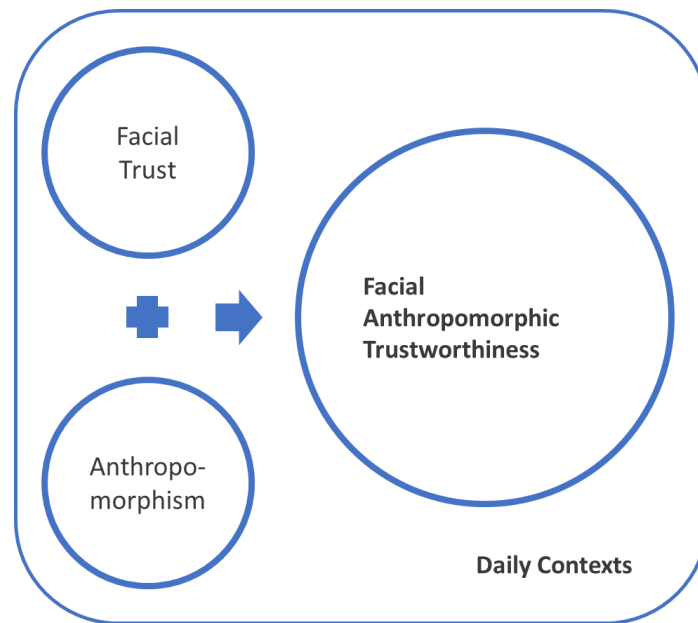 Facial
Trust
Facial
Anthropomorphic
Trustworthiness
Anthropo-
morphism
Daily Contexts